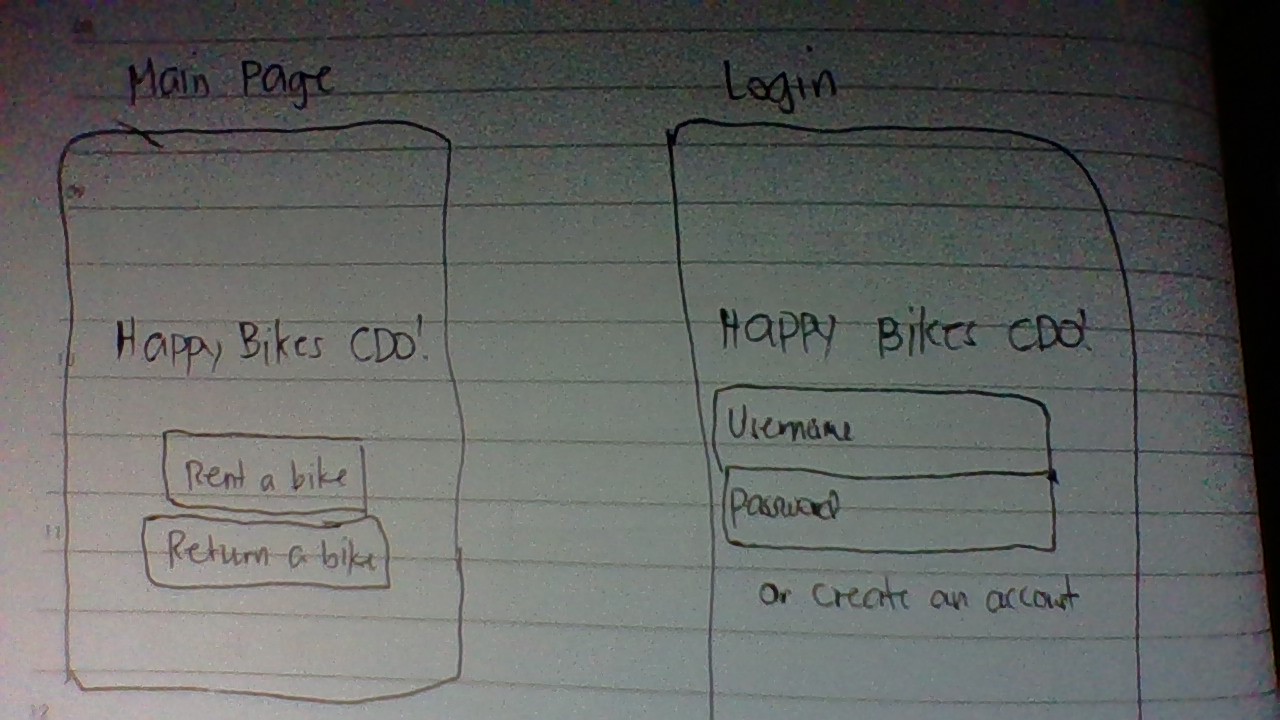 Main Page
Happy Bikes CDO!
Rent a bike
Return a bike
Login
Happy Bikes CDO!
Username
Password
or create an account